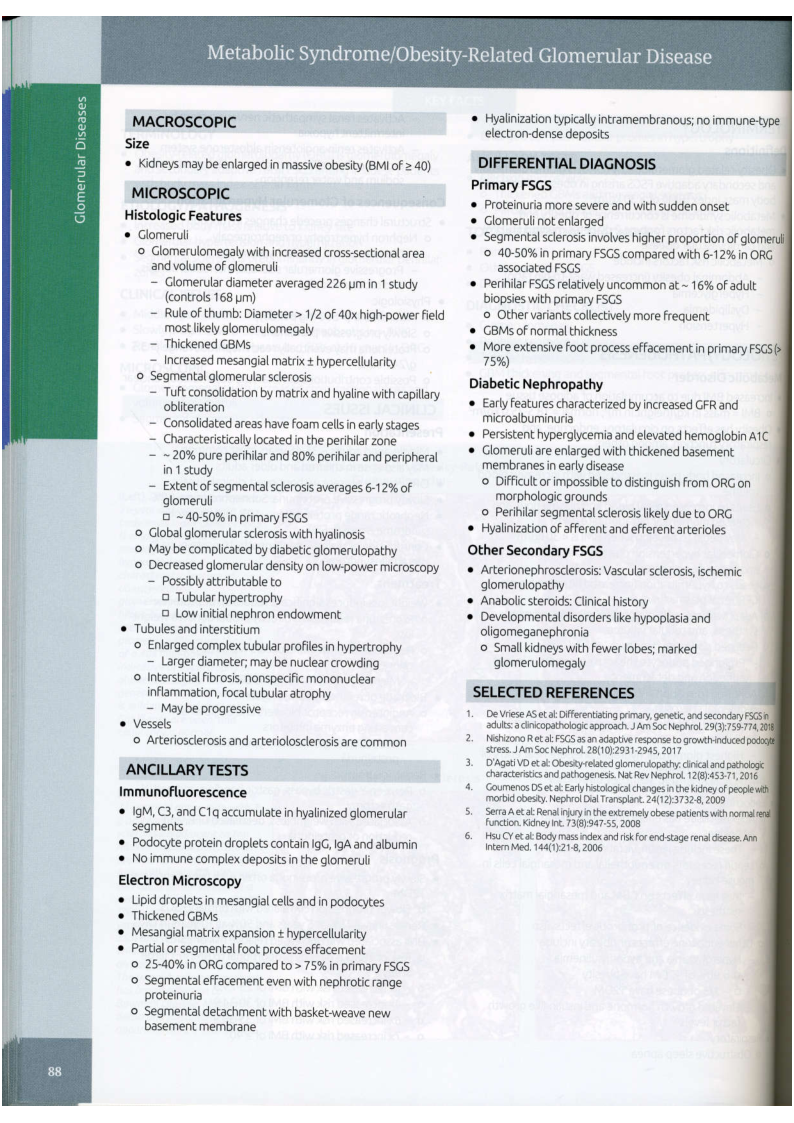 Metabolic Syndrome/Obesity-Related Glomerular Disease
Glomerular Diseases
MACROSCOPIC
Size
• Kidneys may be enlarged in massive obesity (BMI of ≥ 40)
MICROSCOPIC
Histologic Features
• Glomeruli
o Glomerulomegaly with increased cross-sectional area
and volume of glomeruli
– Glomerular diameter averaged 226 µm in 1 study
(controls 168 µm)
– Rule of thumb: Diameter > 1/2 of 40x high-power field
most likely glomerulomegaly
– Thickened GBMs
– Increased mesangial matrix ± hypercellularity
o Segmental glomerular sclerosis
– Tuft consolidation by matrix and hyaline with capillary
obliteration
– Consolidated areas have foam cells in early stages
– Characteristically located in the perihilar zone
– ~ 20% pure perihilar and 80% perihilar and peripheral
in 1 study
– Extent of segmental sclerosis averages 6-12% of
glomeruli
□ ~ 40-50% in primary FSGS
o Global glomerular sclerosis with hyalinosis
o May be complicated by diabetic glomerulopathy
o Decreased glomerular density on low-power microscopy
– Possibly attributable to
□ Tubular hypertrophy
□ Low initial nephron endowment
• Tubules and interstitium
o Enlarged complex tubular profiles in hypertrophy
– Larger diameter; may be nuclear crowding
o Interstitial fibrosis, nonspecific mononuclear
inflammation, focal tubular atrophy
– May be progressive
• Vessels
o Arteriosclerosis and arteriolosclerosis are common
ANCILLARY TESTS
Immunofluorescence
• IgM, C3, and C1q accumulate in hyalinized glomerular
segments
• Podocyte protein droplets contain IgG, IgA and albumin
• No immune complex deposits in the glomeruli
Electron Microscopy
• Lipid droplets in mesangial cells and in podocytes
• Thickened GBMs
• Mesangial matrix expansion ± hypercellularity
• Partial or segmental foot process effacement
o 25-40% in ORG compared to > 75% in primary FSGS
o Segmental effacement even with nephrotic range
proteinuria
o Segmental detachment with basket-weave new
basement membrane
• Hyalinization typically intramembranous; no immune-type
electron-dense deposits
DIFFERENTIAL DIAGNOSIS
Primary FSGS
• Proteinuria more severe and with sudden onset
• Glomeruli not enlarged
• Segmental sclerosis involves higher proportion of glomeruli
o 40-50% in primary FSGS compared with 6-12% in ORG
associated FSGS
• Perihilar FSGS relatively uncommon at ~ 16% of adult
biopsies with primary FSGS
o Other variants collectively more frequent
• GBMs of normal thickness
• More extensive foot process effacement in primary FSGS (>
75%)
Diabetic Nephropathy
• Early features characterized by increased GFR and
microalbuminuria
• Persistent hyperglycemia and elevated hemoglobin A1C
• Glomeruli are enlarged with thickened basement
membranes in early disease
o Difficult or impossible to distinguish from ORG on
morphologic grounds
o Perihilar segmental sclerosis likely due to ORG
• Hyalinization of afferent and efferent arterioles
Other Secondary FSGS
• Arterionephrosclerosis: Vascular sclerosis, ischemic
glomerulopathy
• Anabolic steroids: Clinical history
• Developmental disorders like hypoplasia and
oligomeganephronia
o Small kidneys with fewer lobes; marked
glomerulomegaly
SELECTED REFERENCES
1. De Vriese AS et al: Differentiating primary, genetic, and secondary FSGS in
adults: a clinicopathologic approach. J Am Soc Nephrol. 29(3):759-774, 2018
2. Nishizono R et al: FSGS as an adaptive response to growth-induced podocyte
stress. J Am Soc Nephrol. 28(10):2931-2945, 2017
3. D'Agati VD et al: Obesity-related glomerulopathy: clinical and pathologic
characteristics and pathogenesis. Nat Rev Nephrol. 12(8):453-71, 2016
4. Goumenos DS et al: Early histological changes in the kidney of people with
morbid obesity. Nephrol Dial Transplant. 24(12):3732-8, 2009
5. Serra A et al: Renal injury in the extremely obese patients with normal renal
function. Kidney Int. 73(8):947-55, 2008
6. Hsu CY et al: Body mass index and risk for end-stage renal disease. Ann
Intern Med. 144(1):21-8, 2006
88